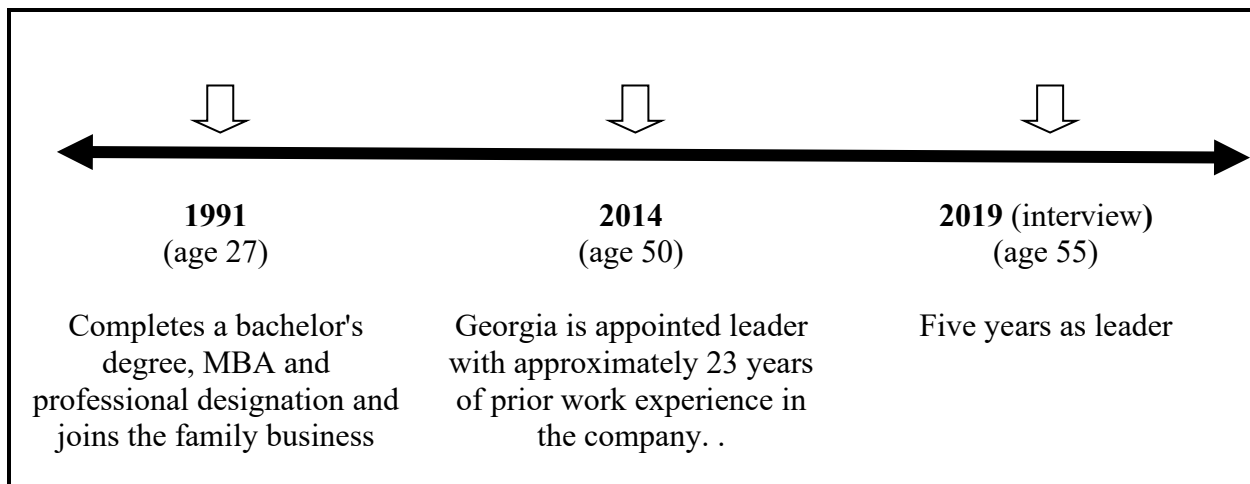 1991
(age 27)
Completes a bachelor's
degree, MBA and
professional designation and
joins the family business
2014
(age 50)
Georgia is appointed leader
with approximately 23 years
of prior work experience in
the company. .
2019 (interview)
(age 55)
Five years as leader